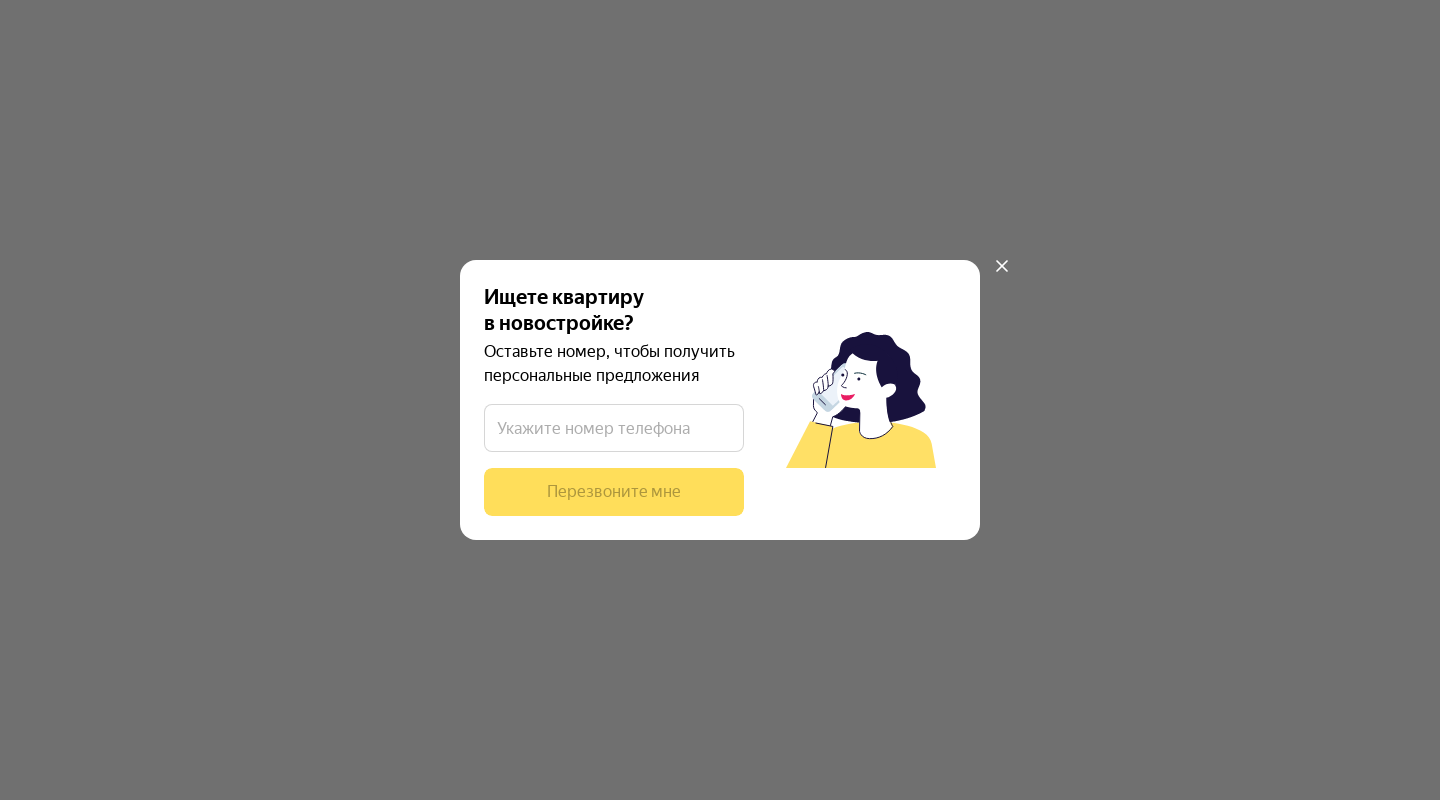 Ищете квартиру
в новостройке?
Оставьте номер, чтобы получить
персональные предложения
Укажите номер телефона
Перезвоните мне